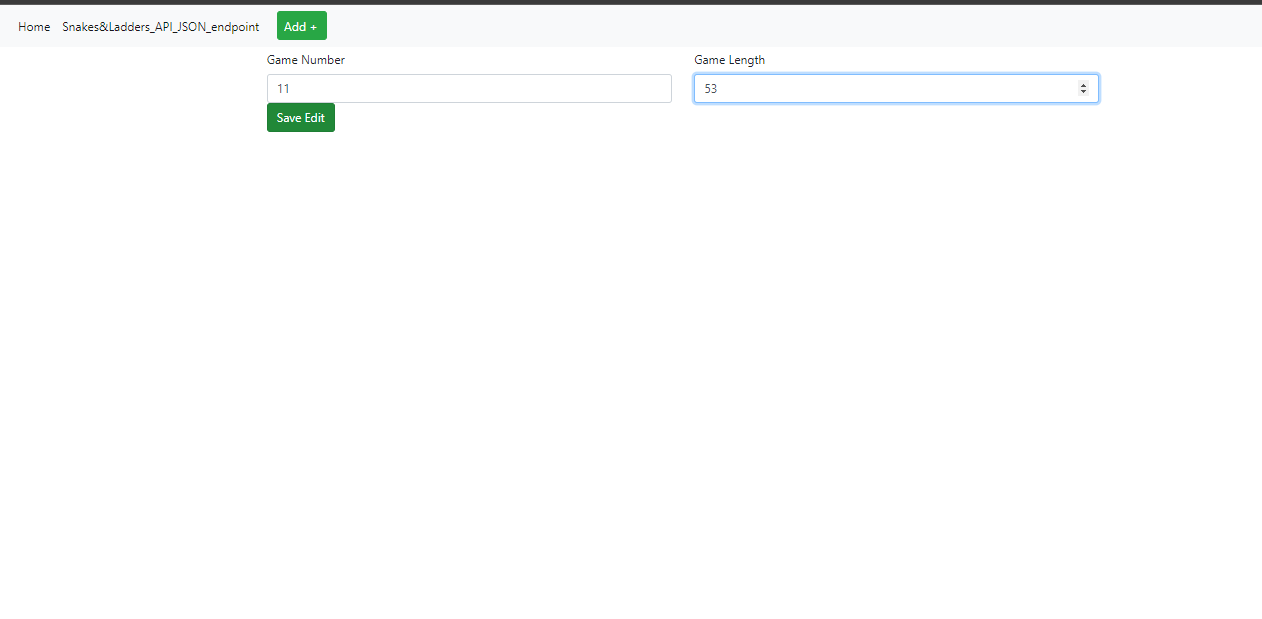 Home Snakes&Ladders_API_JSON_endpoint Add +
Game Number Game Length
11 53
Save Edit